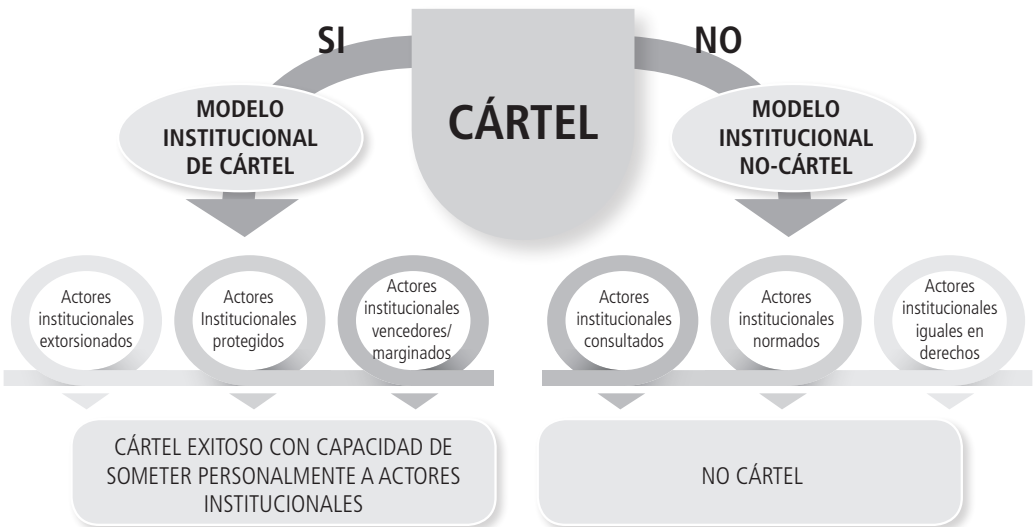 SI
NO
CÁRTEL
MODELO
INSTITUCIONAL
DE CÁRTEL
MODELO
INSTITUCIONAL
NO-CÁRTEL
Actores
institucionales
extorsionados
Actores
Institucionales
protegidos
Actores
institucionales
vencedores/
marginados
Actores
institucionales
consultados
Actores
institucionales
normados
Actores
institucionales
iguales en
derechos
CÁRTEL EXITOSO CON CAPACIDAD DE
SOMETER PERSONALMENTE A ACTORES
INSTITUCIONALES
NO CÁRTEL